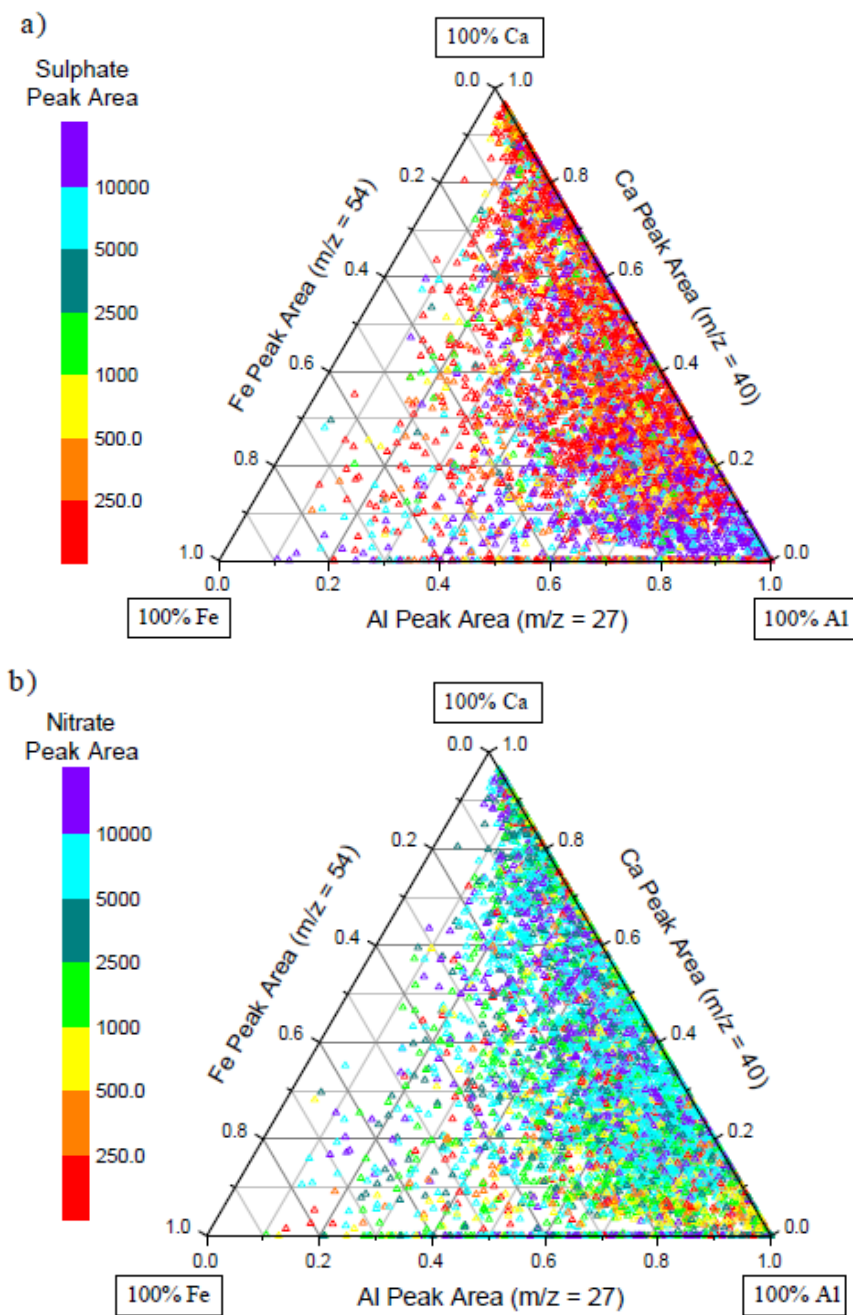 a)
100% Ca
Sulphate
Peak Area
10000
5000
2500
1000
500.0
250.0
0.0
1.0
0.2
0.8
0.4
0.6
0.6
0.4
0.8
0.2
1.0
0.0
Fe Peak Area (m/z = 54)
Ca Peak Area (m/z = 40)
0.0
0.2
0.4
0.6
0.8
1.0
100% Fe
Al Peak Area (m/z = 27)
100% Al
b)
100% Ca
Nitrate
Peak Area
10000
5000
2500
1000
500.0
250.0
0.0
1.0
0.2
0.8
0.4
0.6
0.6
0.4
0.8
0.2
1.0
0.0
Fe Peak Area (m/z = 54)
Ca Peak Area (m/z = 40)
0.0
0.2
0.4
0.6
0.8
1.0
100% Fe
Al Peak Area (m/z = 27)
100% Al